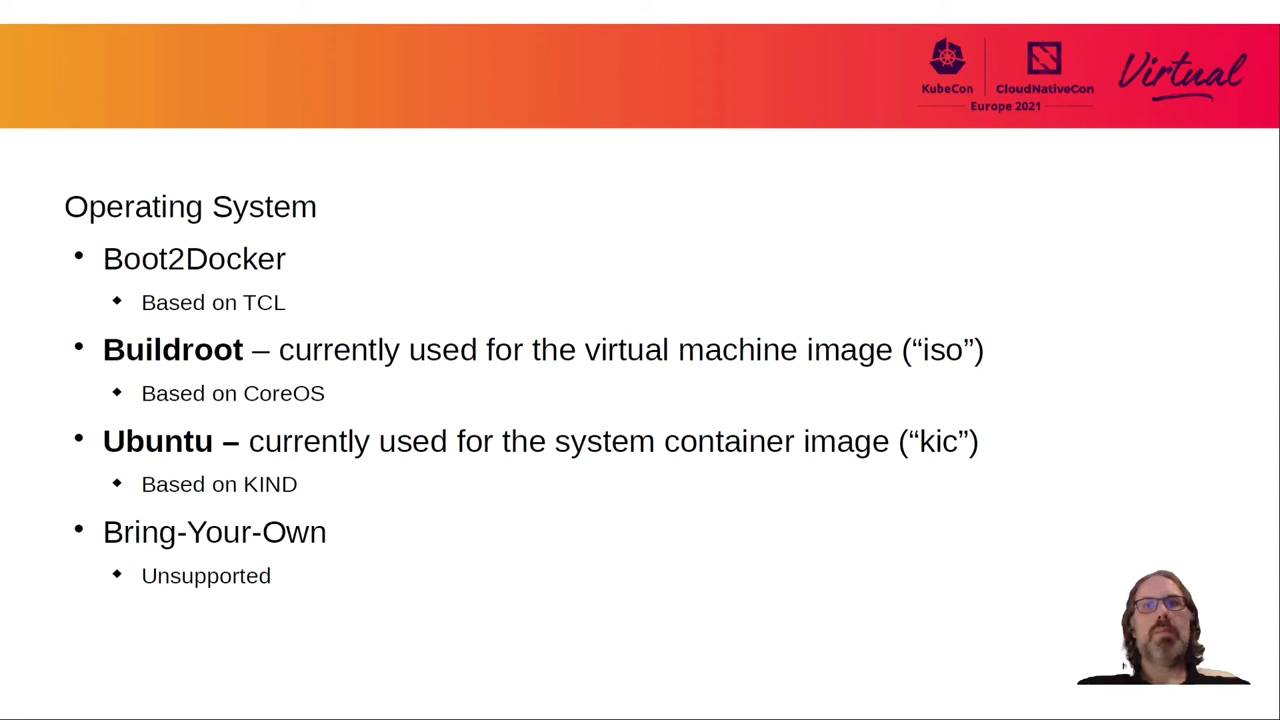 KubeCon
CloudNativeCon
Europe 2021
Virtual
Operating System
• Boot2Docker
◆ Based on TCL
• Buildroot – currently used for the virtual machine image (“iso”)
◆ Based on CoreOS
• Ubuntu – currently used for the system container image (“kic”)
◆ Based on KIND
• Bring-Your-Own
◆ Unsupported